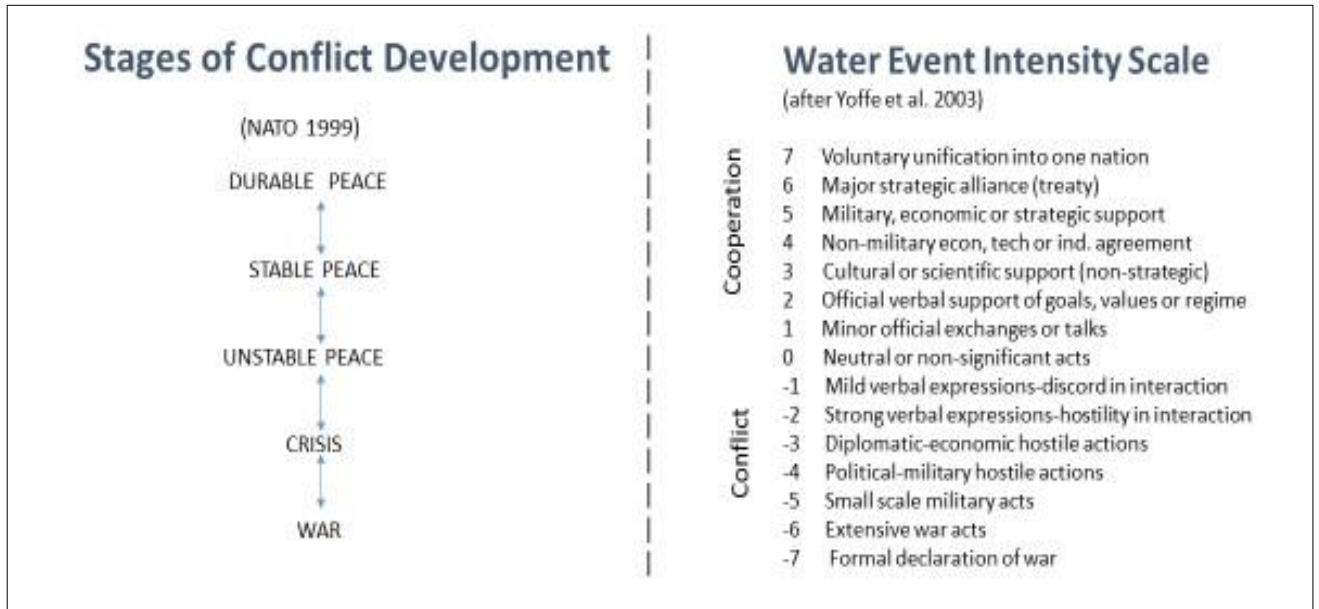 Stages of Conflict Development
(NATO 1999)
DURABLE PEACE
STABLE PEACE
UNSTABLE PEACE
CRISIS
WAR
Water Event Intensity Scale
(after Yoffe et al. 2003)
Cooperation
7 Voluntary unification into one nation
6 Major strategic alliance (treaty)
5 Military, economic or strategic support
4 Non-military econ, tech or ind. agreement
3 Cultural or scientific support (non-strategic)
2 Official verbal support of goals, values or regime
1 Minor official exchanges or talks
0 Neutral or non-significant acts
Conflict
-1 Mild verbal expressions-discord in interaction
-2 Strong verbal expressions-hostility in interaction
-3 Diplomatic-economic hostile actions
-4 Political-military hostile actions
-5 Small scale military acts
-6 Extensive war acts
-7 Formal declaration of war